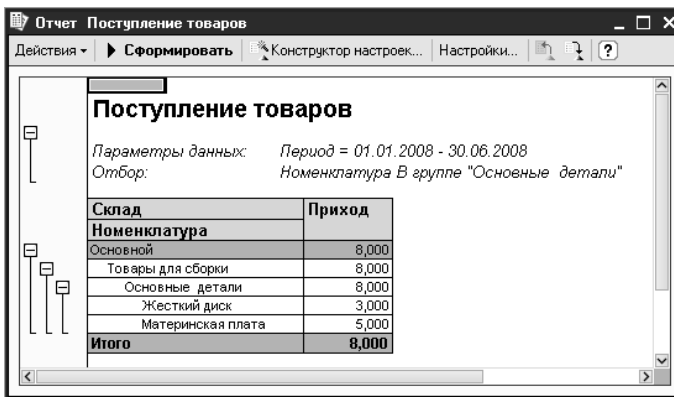 Отчет Поступление товаров
Действия Сформировать Конструктор настроек... Настройки... ?
Поступление товаров
Параметры данных: Период = 01.01.2008 - 30.06.2008
Отбор: Номенклатура В группе "Основные детали"
Склад Приход
Номенклатура
Основной 8,000
Товары для сборки 8,000
Основные детали 8,000
Жесткий диск 3,000
Материнская плата 5,000
Итого 8,000